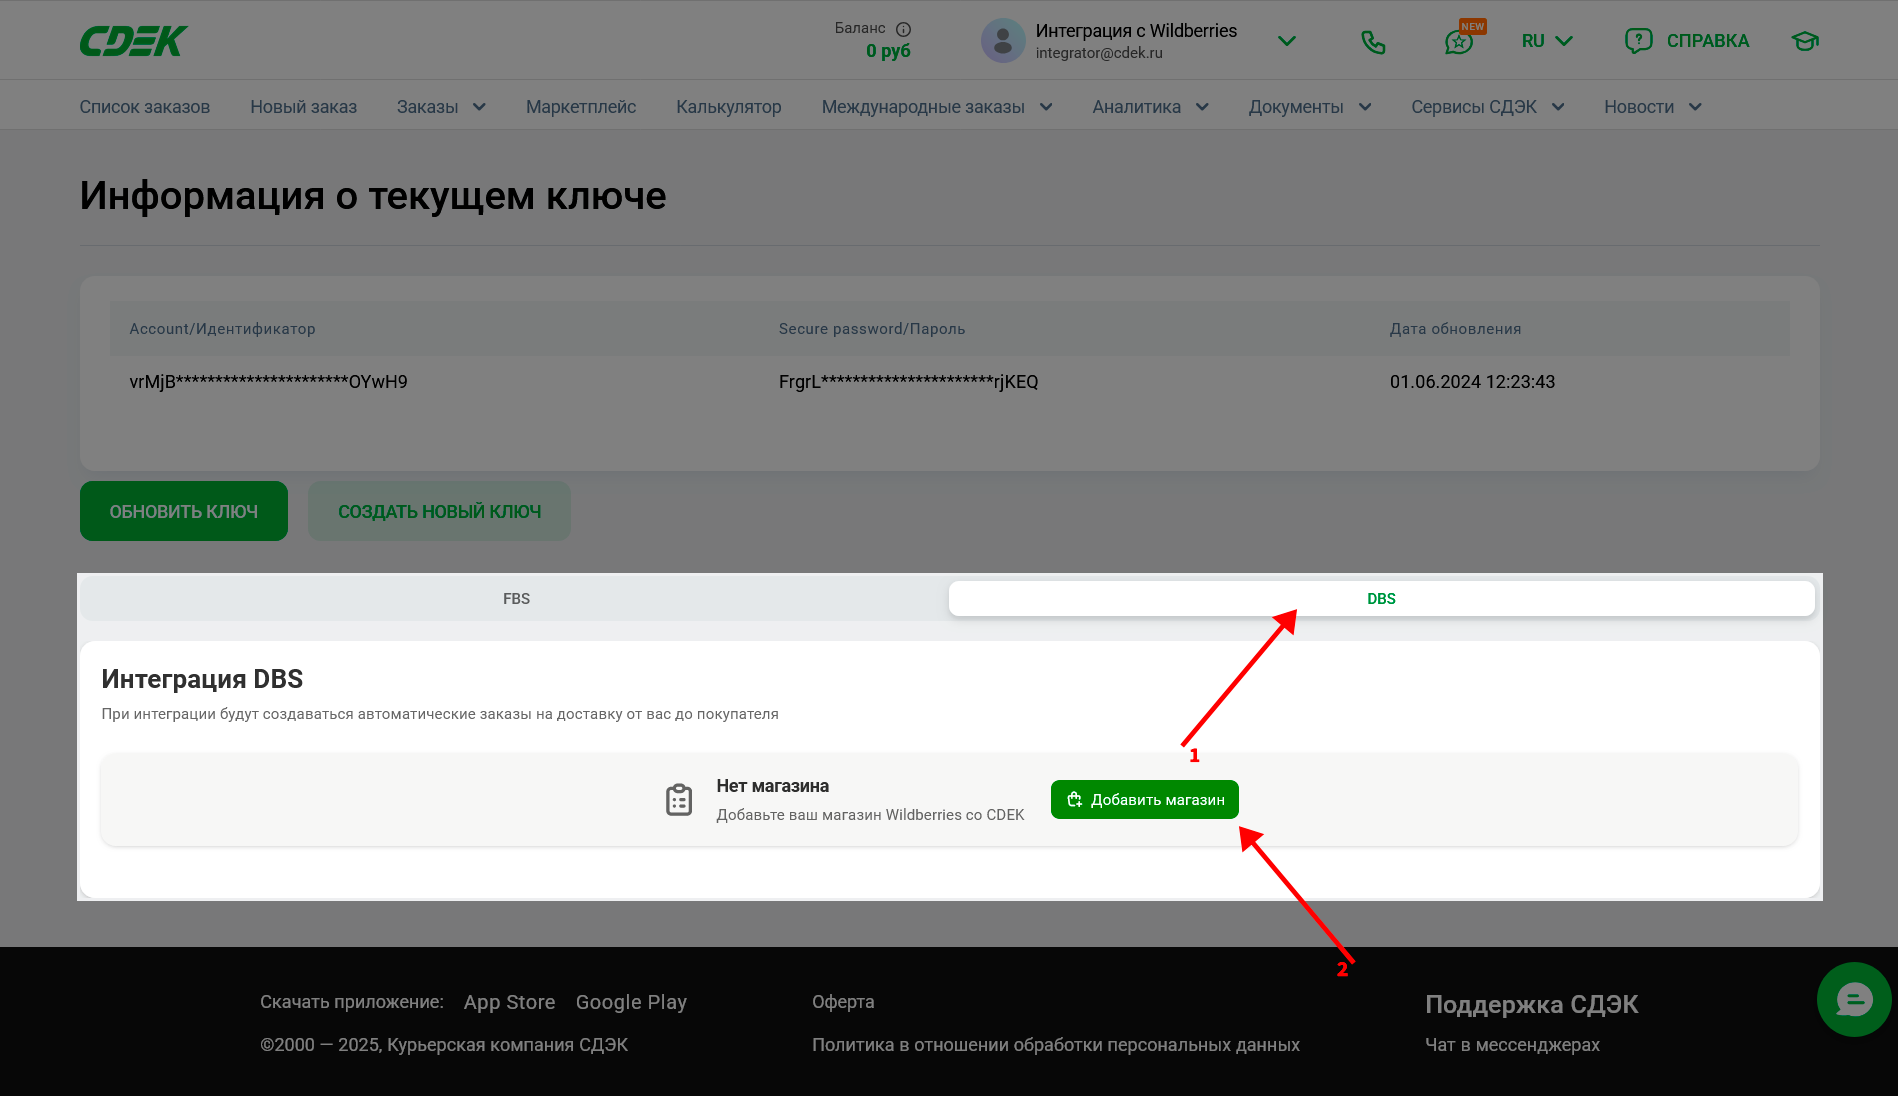 CDEK
Баланс
0 руб
Интеграция с Wildberries
integrator@cdek.ru
NEW
RU
СПРАВКА
Список заказов
Новый заказ
Заказы
Маркетплейс
Калькулятор
Международные заказы
Аналитика
Документы
Сервисы СДЭК
Новости
Информация о текущем ключе
Account/Идентификатор
Secure password/Пароль
Дата обновления
vrMjB**********************OYwH9
FrgrL**********************rjKEQ
01.06.2024 12:23:43
ОБНОВИТЬ КЛЮЧ
СОЗДАТЬ НОВЫЙ КЛЮЧ
FBS
DBS
Интеграция DBS
При интеграции будут создаваться автоматические заказы на доставку от вас до покупателя
1
Нет магазина
Добавьте ваш магазин Wildberries со CDEK
Добавить магазин
2
Скачать приложение:
App Store
Google Play
Оферта
Поддержка СДЭК
©2000 — 2025, Курьерская компания СДЭК
Политика в отношении обработки персональных данных
Чат в мессенджерах